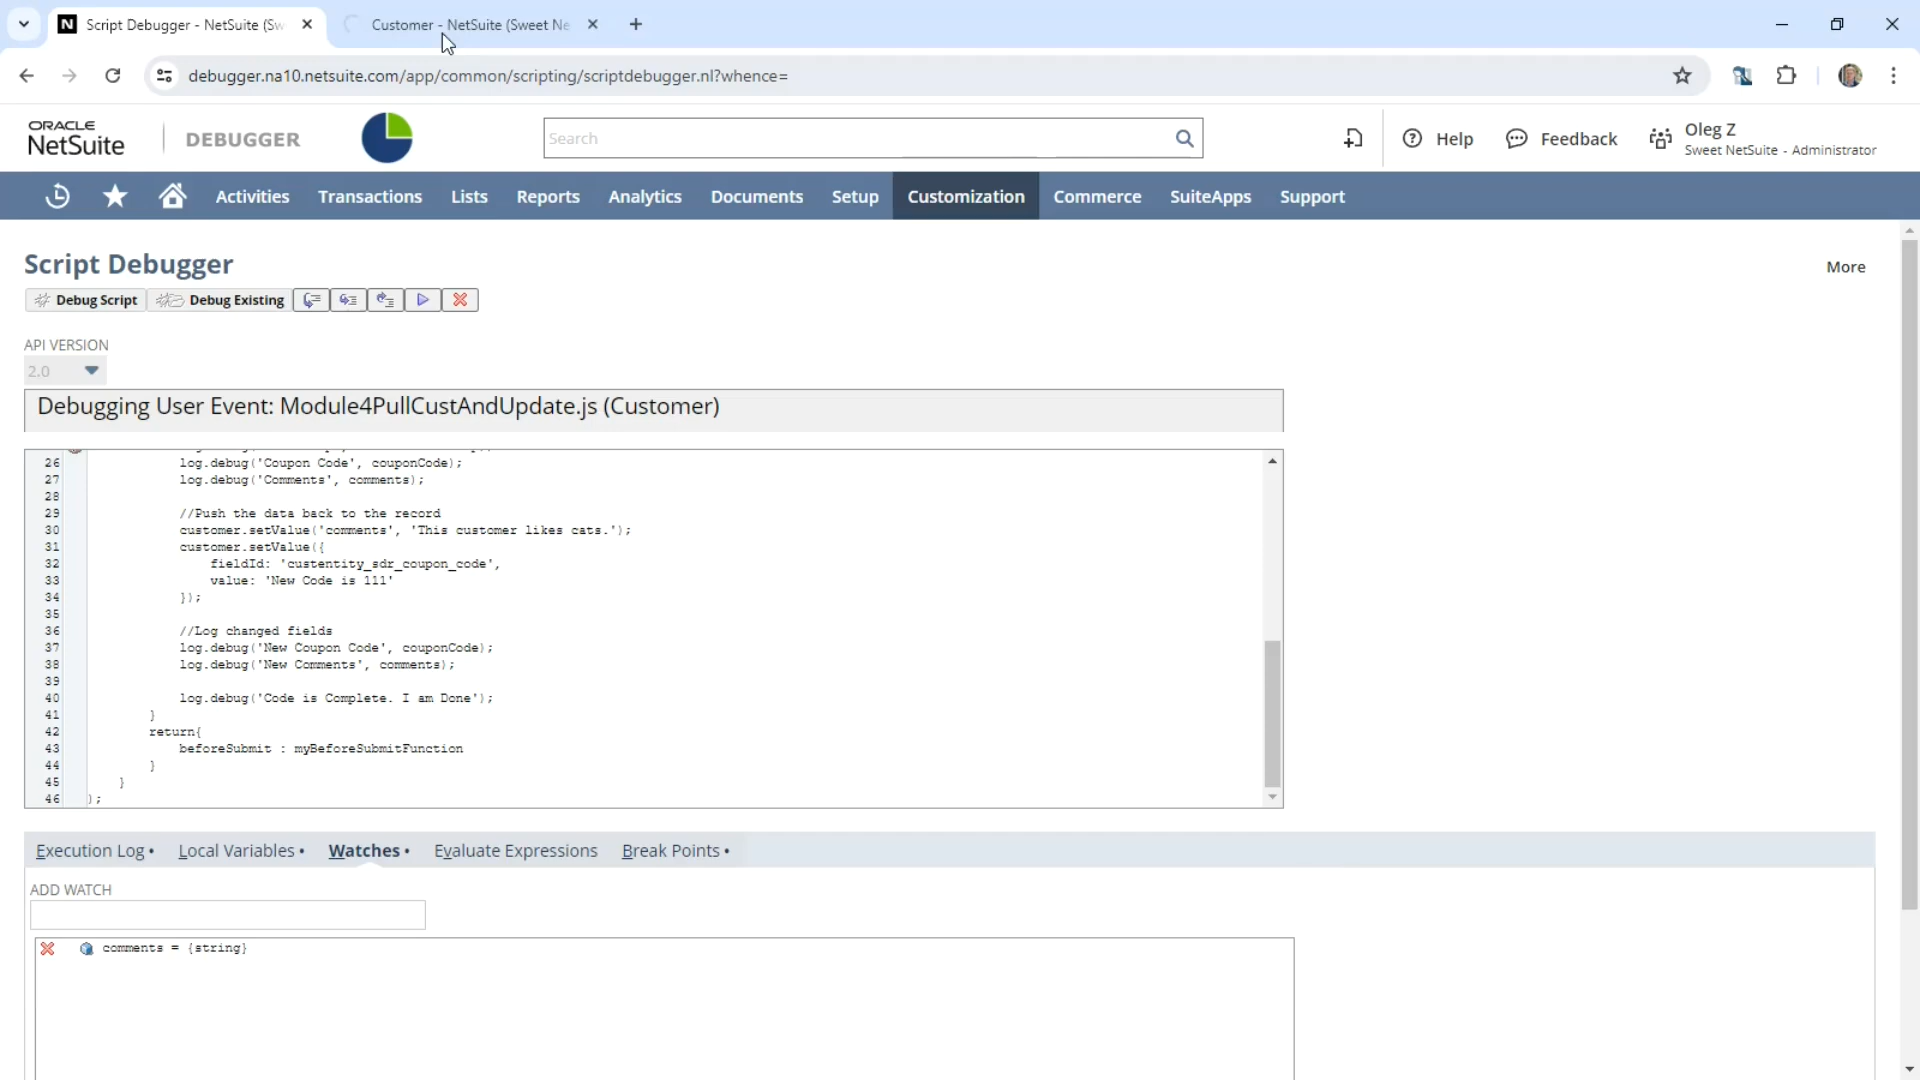 Script Debugger - NetSuite (Sw
Customer - NetSuite (Sweet Ne
debugger.na10.netsuite.com/app/common/scripting/scriptdebugger.nl?whence=
ORACLE
NetSuite
DEBUGGER
Search
Help
Feedback
Oleg Z
Sweet NetSuite - Administrator
Activities
Transactions
Lists
Reports
Analytics
Documents
Setup
Customization
Commerce
SuiteApps
Support
Script Debugger
More
Debug Script
Debug Existing
API VERSION
2.0
Debugging User Event: Module4PullCustAndUpdate.js (Customer)
26 log.debug('Coupon Code', couponCode);
27 log.debug('Comments', comments);
28
29 //Push the data back to the record
30 customer.setValue('comments', 'This customer likes cats.');
31 customer.setValue({
32 fieldId: 'custentity_sdr_coupon_code',
33 value: 'New Code is 111'
34 });
35
36 //Log changed fields
37 log.debug('New Coupon Code', couponCode);
38 log.debug('New Comments', comments);
39
40 log.debug('Code is Complete. I am Done');
41 }
42 return{
43 beforeSubmit : myBeforeSubmitFunction
44 }
45 }
46 );
Execution Log •
Local Variables •
Watches •
Evaluate Expressions
Break Points •
ADD WATCH
comments = {string}